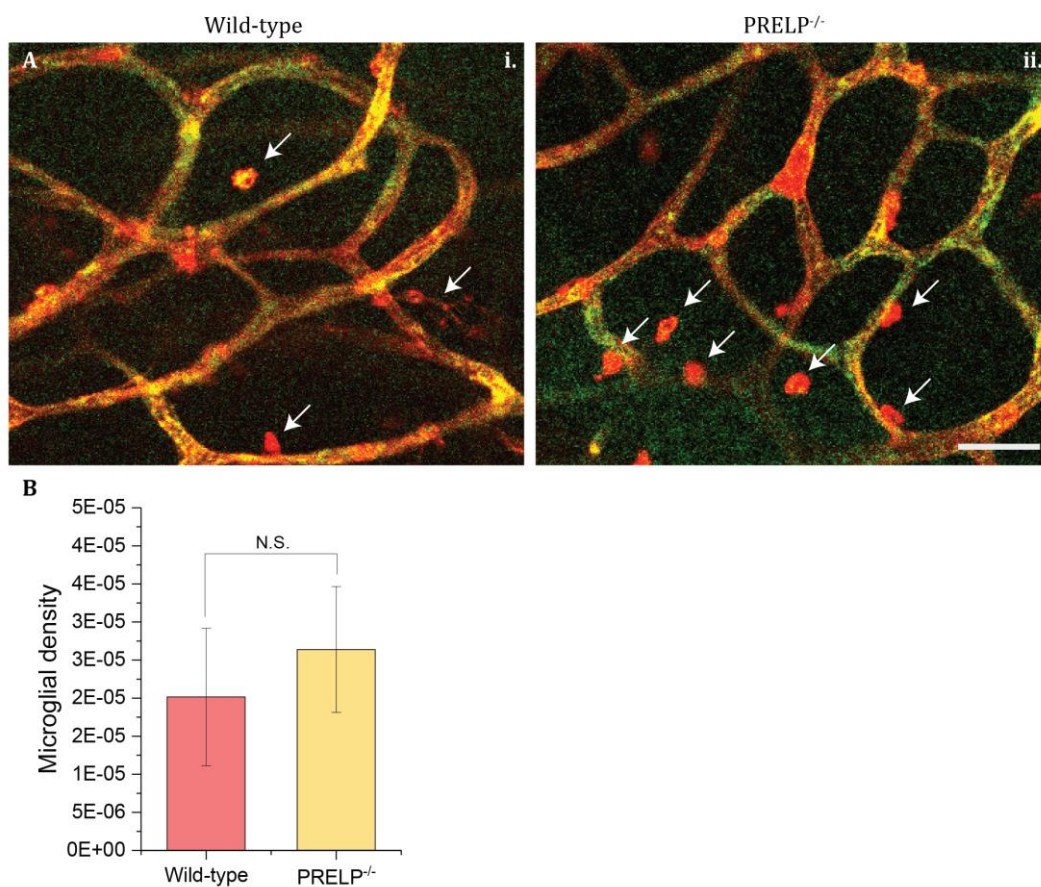 Wild-type PRELP-/-
A i. ii.
B
5E-05
4E-05
4E-05
3E-05
3E-05
2E-05
2E-05
1E-05
5E-06
0E+00
Microglial density
N.S.
Wild-type PRELP-/-